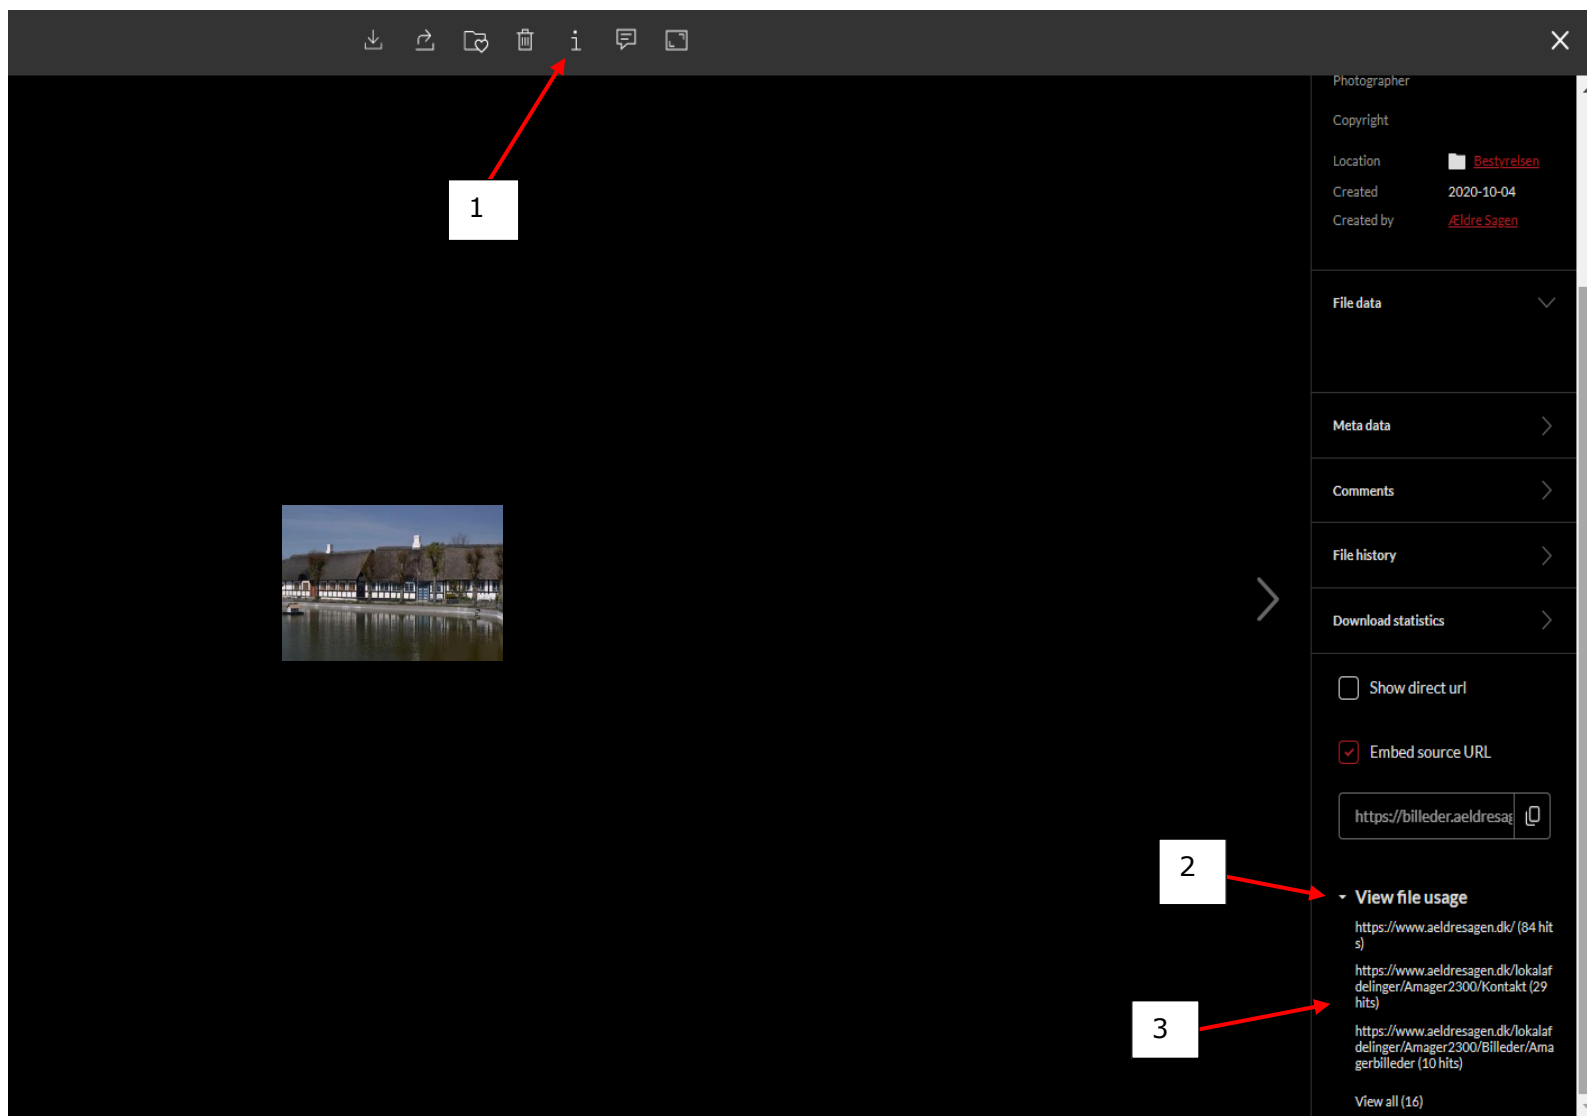 1
Photographer
Copyright
Location Bestyrelsen
Created 2020-10-04
Created by Ældre Sagen
File data
Meta data
Comments
File history
Download statistics
Show direct url
Embed source URL
https://billeder.aeldresag
2
View file usage
https://www.aeldresagen.dk/ (84 hit
s)
https://www.aeldresagen.dk/lokalaf
delinger/Amager2300/Kontakt (29
hits)
3
https://www.aeldresagen.dk/lokalaf
delinger/Amager2300/Billeder/Ama
gerbilleder (10 hits)
View all (16)